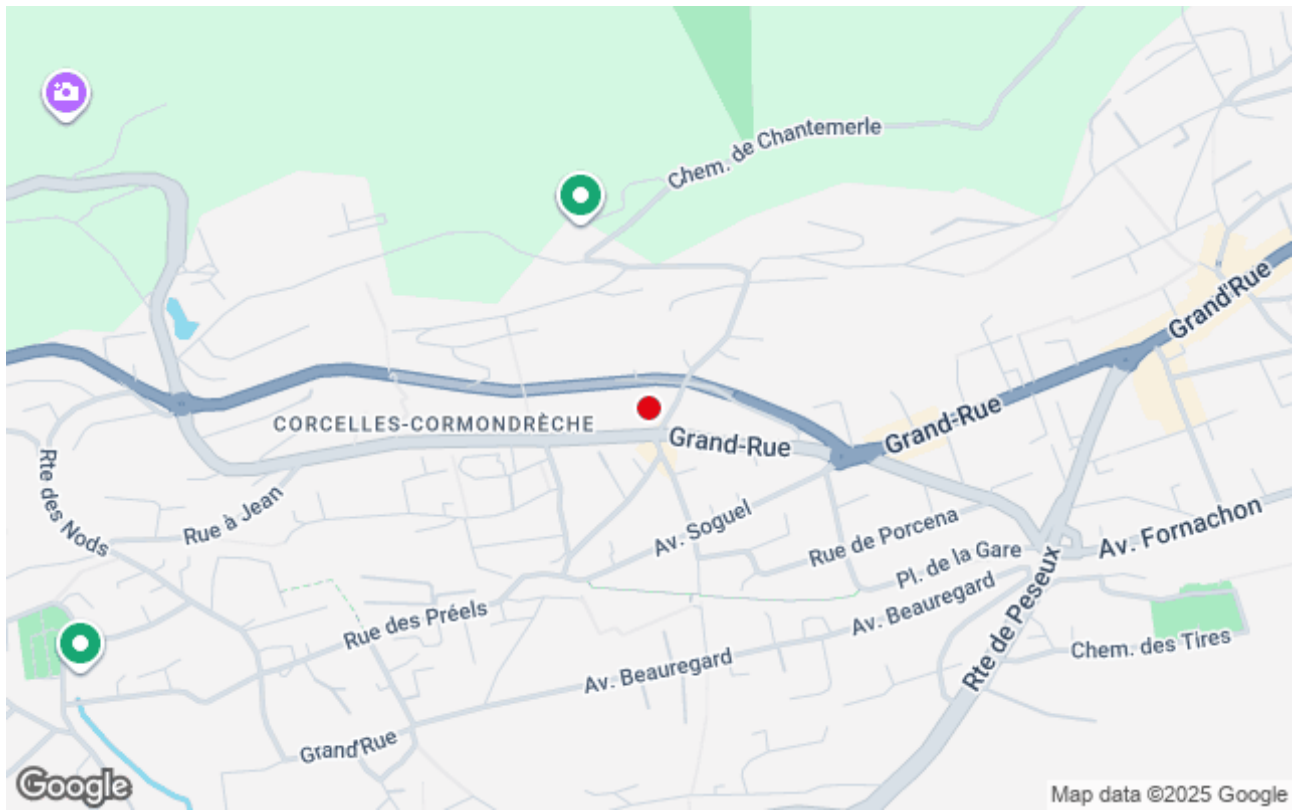 Chem. de Chantemerle
Grand'Rue
CORCELLES-CORMONDRÈCHE
Grand-Rue
Grand-Rue
Rte des Nods
Rue à Jean
Av. Soguel
Rue de Porcena
Av. Fornachon
Pl. de la Gare
Rue des Préels
Av. Beauregard
Rte de Peseux
Chem. des Tires
Av. Beauregard
Grand'Rue
Google
Map data ©2025 Google